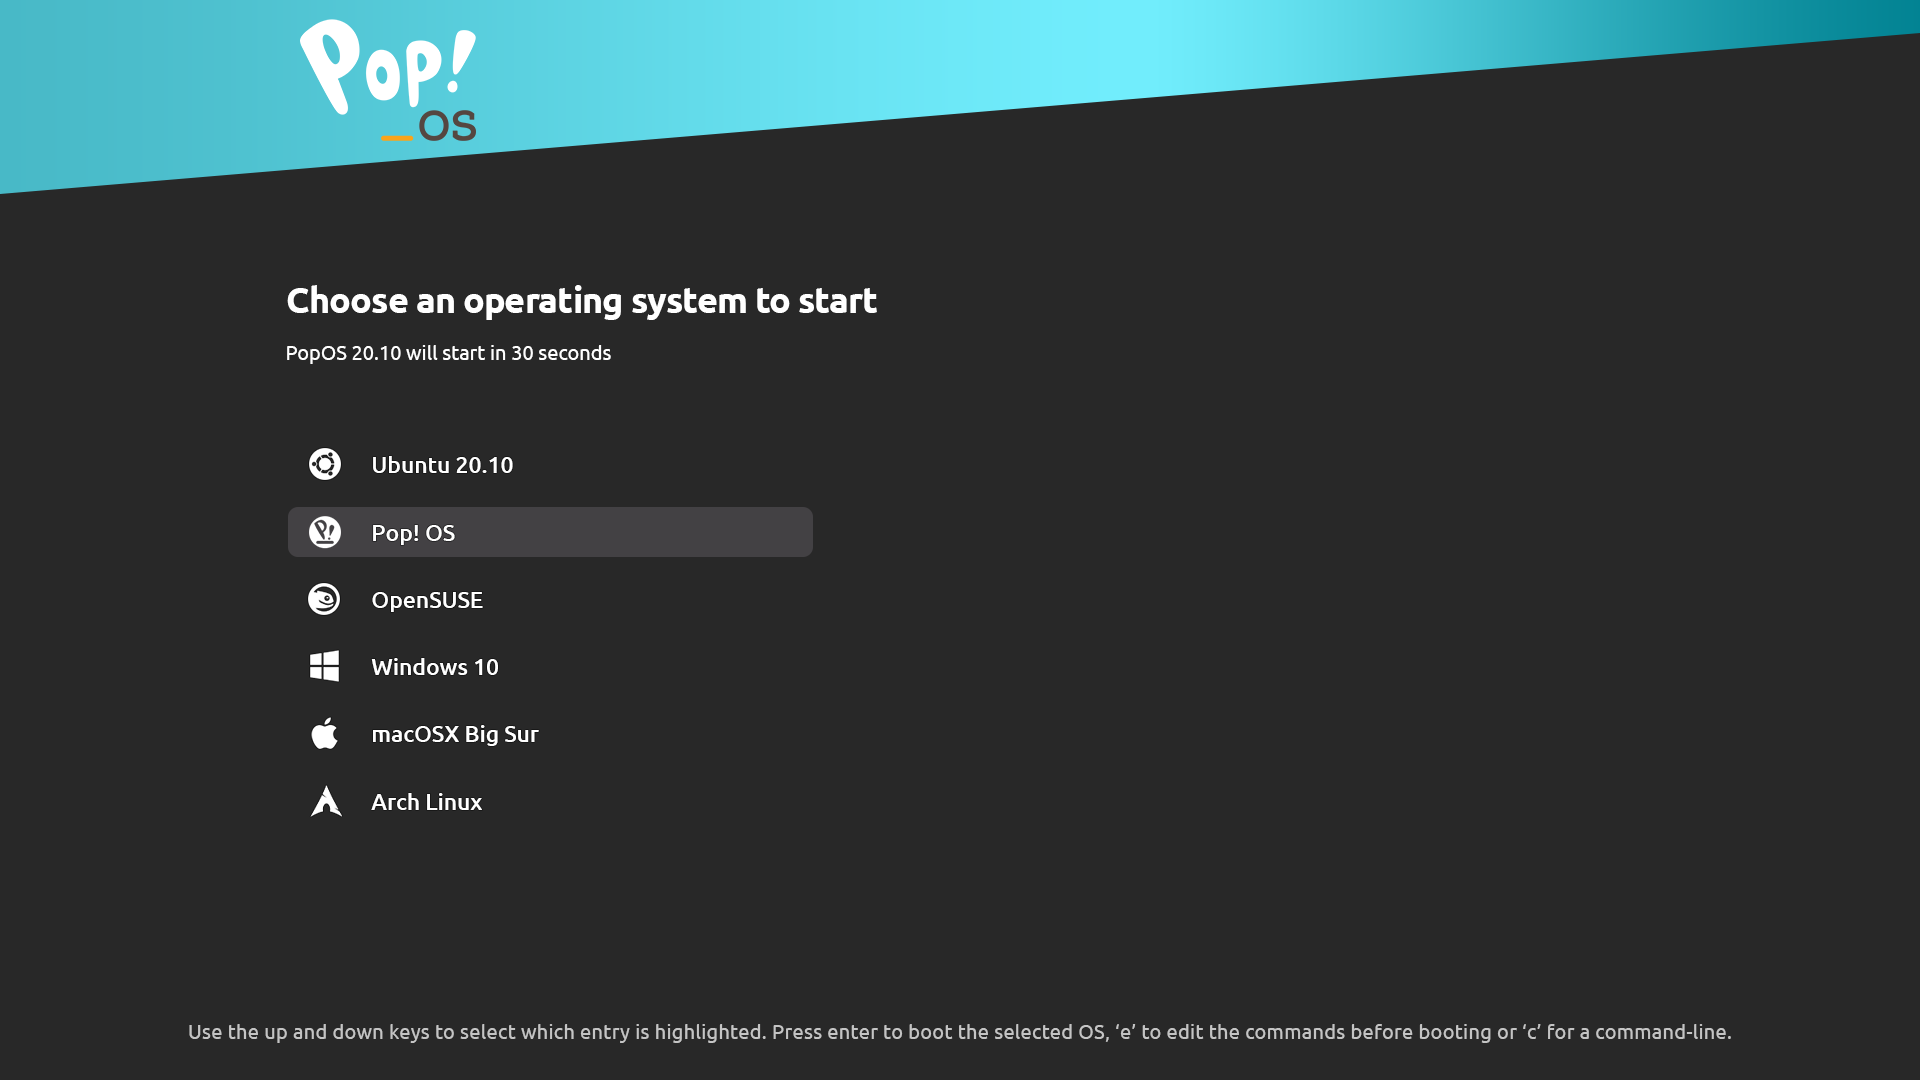 Pop!
_OS
Choose an operating system to start
PopOS 20.10 will start in 30 seconds
Ubuntu 20.10
Pop! OS
OpenSUSE
Windows 10
macOSX Big Sur
Arch Linux
Use the up and down keys to select which entry is highlighted. Press enter to boot the selected OS, ‘e’ to edit the commands before booting or ‘c’ for a command-line.